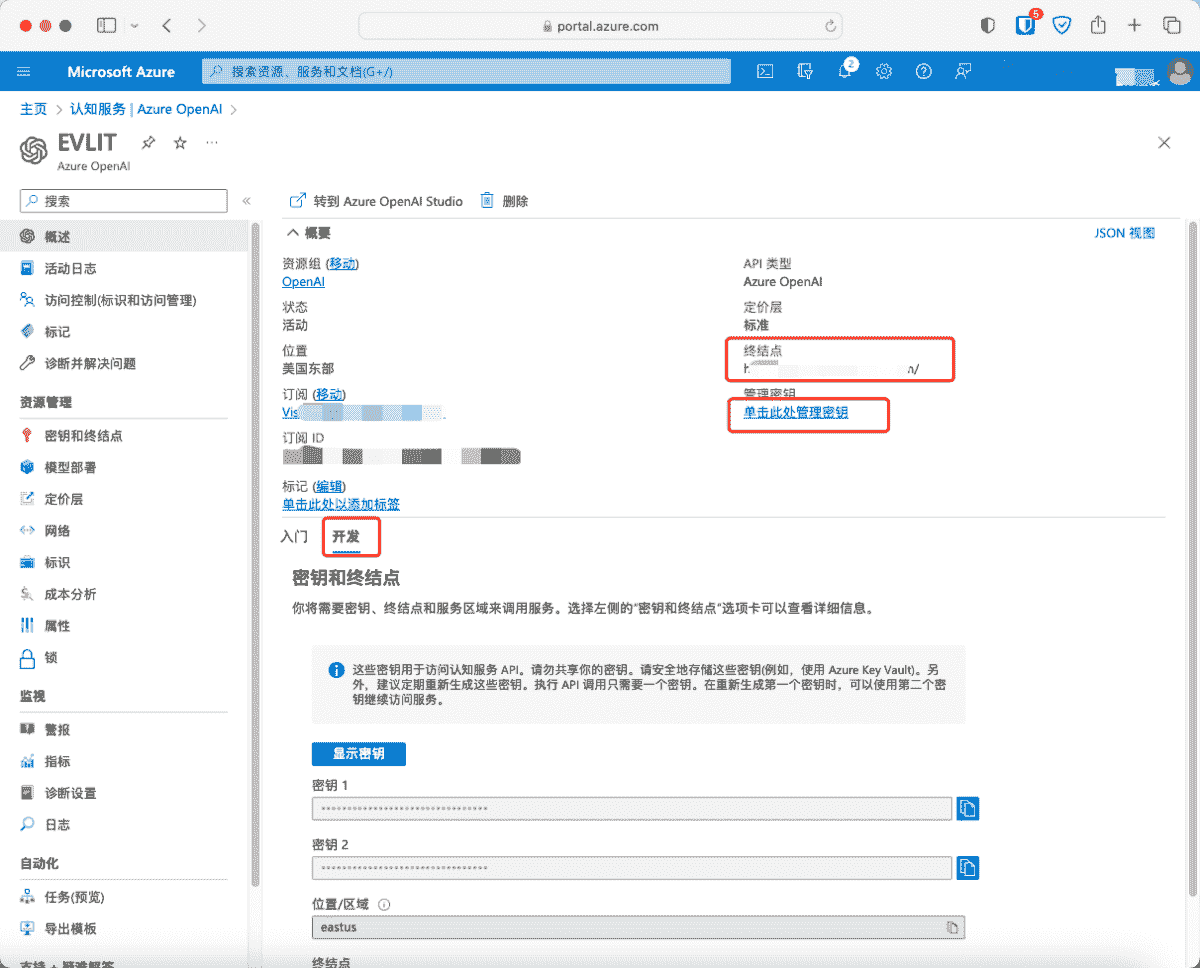 portal.azure.com
5
Microsoft Azure
搜索资源、服务和文档(G+/)
2
主页 > 认知服务 | Azure OpenAI >
EVLIT
Azure OpenAI
搜索
转到 Azure OpenAI Studio
删除
概述
活动日志
访问控制(标识和访问管理)
标记
诊断并解决问题
资源管理
密钥和终结点
模型部署
定价层
网络
标识
成本分析
属性
锁
监视
警报
指标
诊断设置
日志
自动化
任务(预览)
导出模板
支持 + 疑难解答
概要
JSON 视图
资源组 (移动)
OpenAI
状态
活动
位置
美国东部
订阅 (移动)
Vis
订阅 ID
标记 (编辑)
单击此处以添加标签
API 类型
Azure OpenAI
定价层
标准
终结点
管理密钥
单击此处管理密钥
入门
开发
密钥和终结点
你将需要密钥、终结点和服务区域来调用服务。选择左侧的“密钥和终结点”选项卡可以查看详细信息。
这些密钥用于访问认知服务 API。请勿共享你的密钥。请安全地存储这些密钥(例如，使用 Azure Key Vault)。另
外，建议定期重新生成这些密钥。执行 API 调用只需要一个密钥。在重新生成第一个密钥时，可以使用第二个密
钥继续访问服务。
显示密钥
密钥 1
密钥 2
位置/区域
eastus
终结点